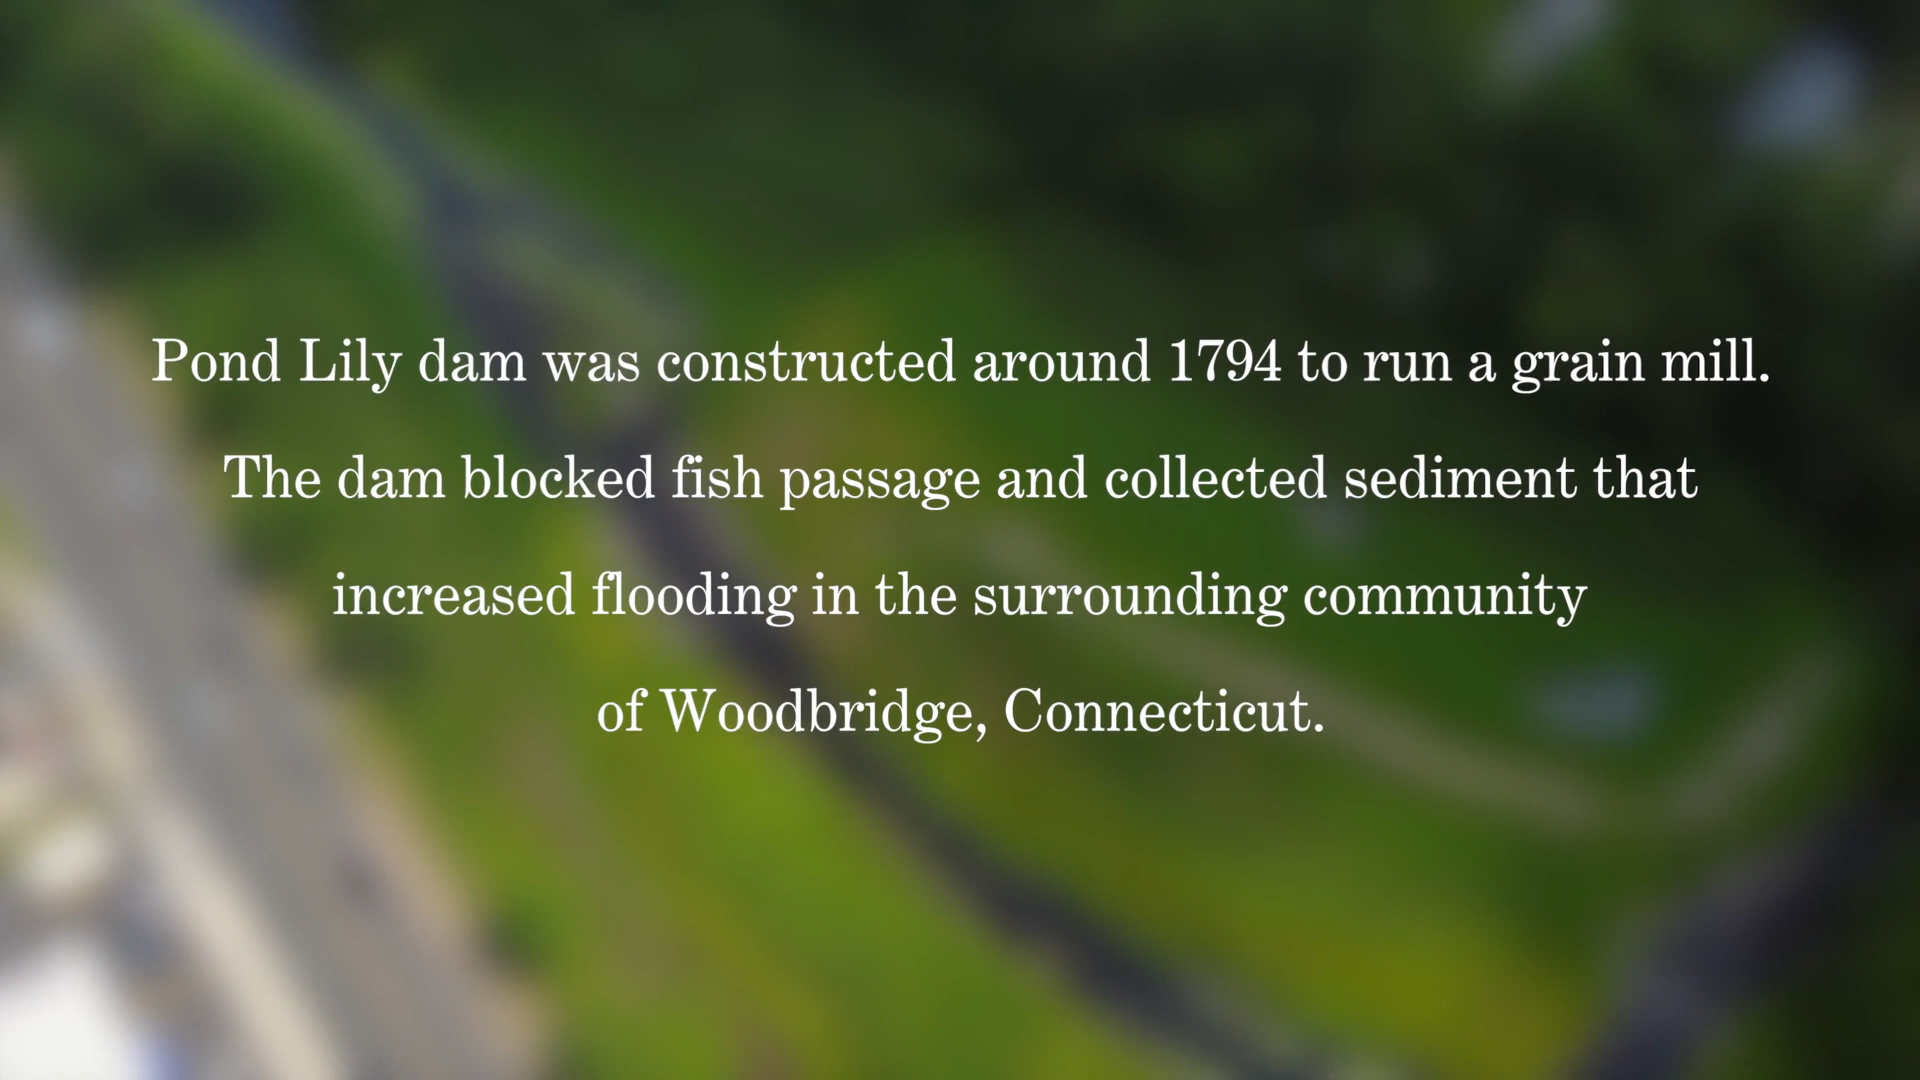 Pond Lily dam was constructed around 1794 to run a grain mill.
The dam blocked fish passage and collected sediment that
increased flooding in the surrounding community
of Woodbridge, Connecticut.